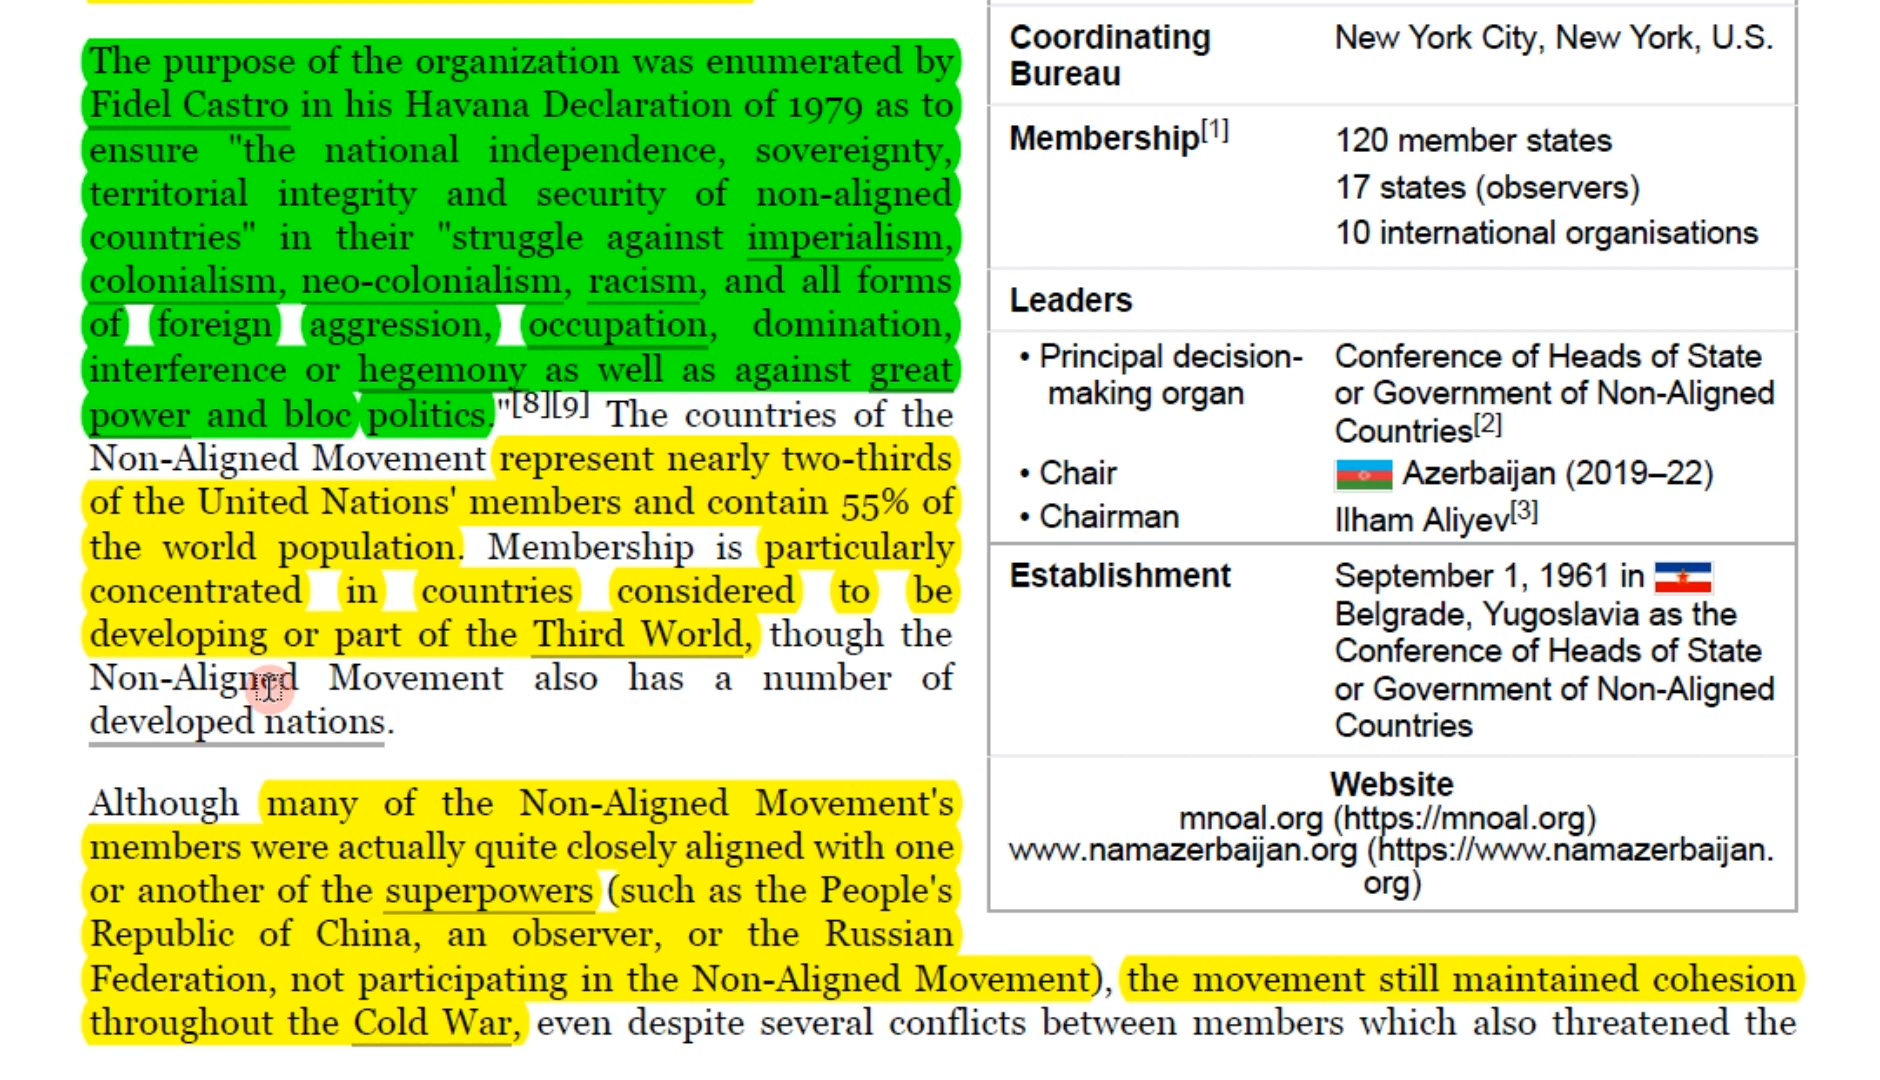 The purpose of the organization was enumerated by
Fidel Castro in his Havana Declaration of 1979 as to
ensure "the national independence, sovereignty,
territorial integrity and security of non-aligned
countries" in their "struggle against imperialism,
colonialism, neo-colonialism, racism, and all forms
of foreign aggression, occupation, domination,
interference or hegemony as well as against great
power and bloc politics."[8][9] The countries of the
Non-Aligned Movement represent nearly two-thirds
of the United Nations' members and contain 55% of
the world population. Membership is particularly
concentrated in countries considered to be
developing or part of the Third World, though the
Non-Aligned Movement also has a number of
developed nations.
Although many of the Non-Aligned Movement's
members were actually quite closely aligned with one
or another of the superpowers (such as the People's
Republic of China, an observer, or the Russian
Federation, not participating in the Non-Aligned Movement), the movement still maintained cohesion
throughout the Cold War, even despite several conflicts between members which also threatened the
Coordinating New York City, New York, U.S.
Bureau
Membership[1] 120 member states
17 states (observers)
10 international organisations
Leaders
• Principal decision- Conference of Heads of State
making organ or Government of Non-Aligned
Countries[2]
• Chair Azerbaijan (2019–22)
• Chairman Ilham Aliyev[3]
Establishment September 1, 1961 in
Belgrade, Yugoslavia as the
Conference of Heads of State
or Government of Non-Aligned
Countries
Website
mnoal.org (https://mnoal.org)
www.namazerbaijan.org (https://www.namazerbaijan.
org)